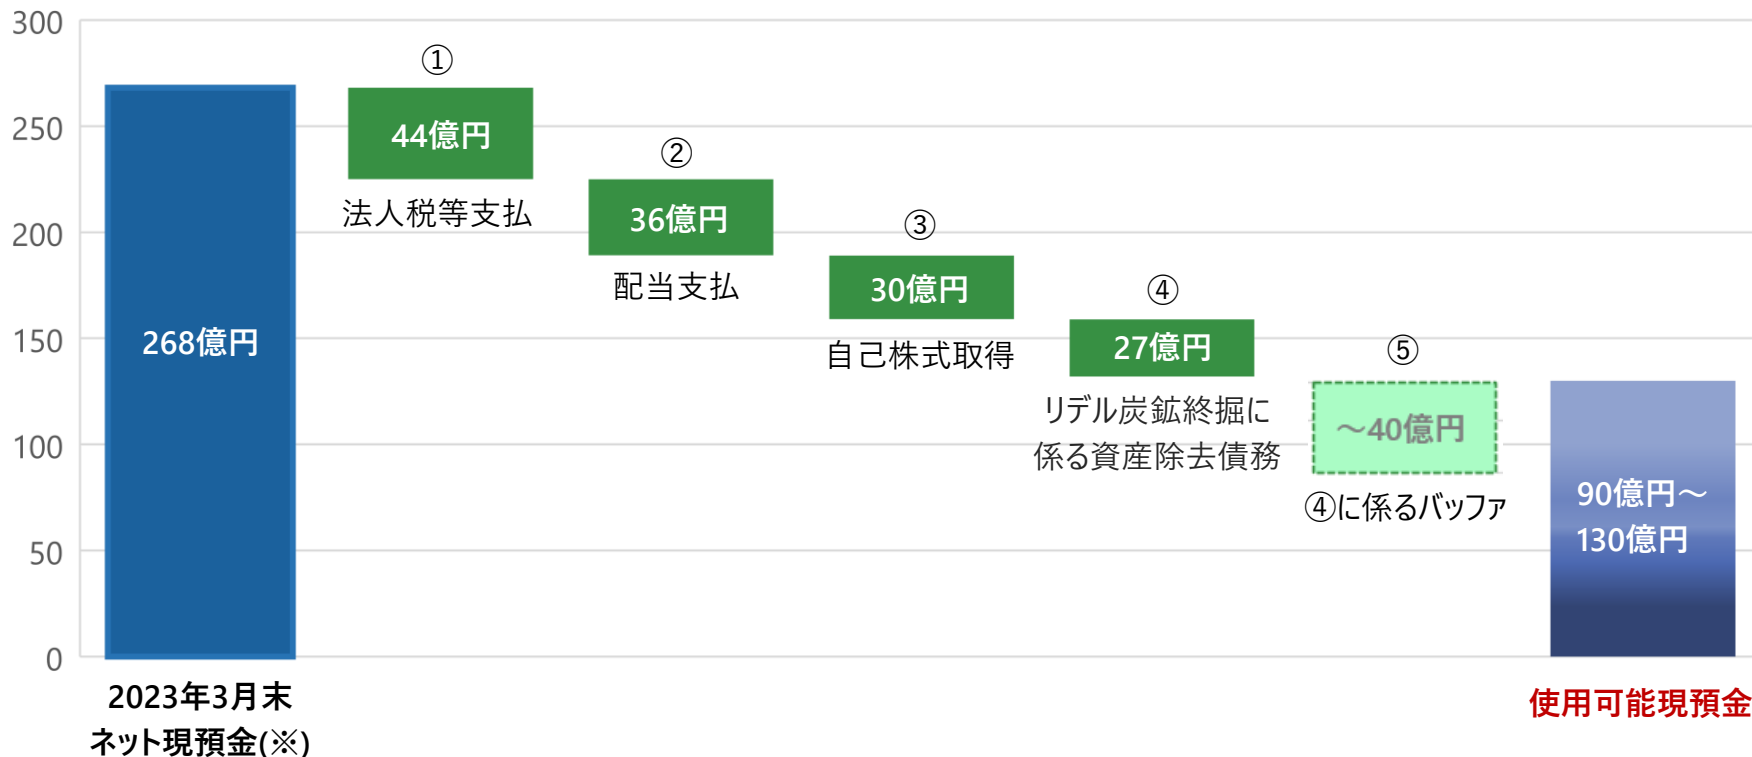 300
250
200
150
100
50
0
268億円
2023年3月末
ネット現預金(※)
①
44億円
法人税等支払
②
36億円
配当支払
③
30億円
自己株式取得
④
27億円
リデル炭鉱終掘に
係る資産除去債務
⑤
～40億円
④に係るバッファ
90億円～
130億円
使用可能現預金